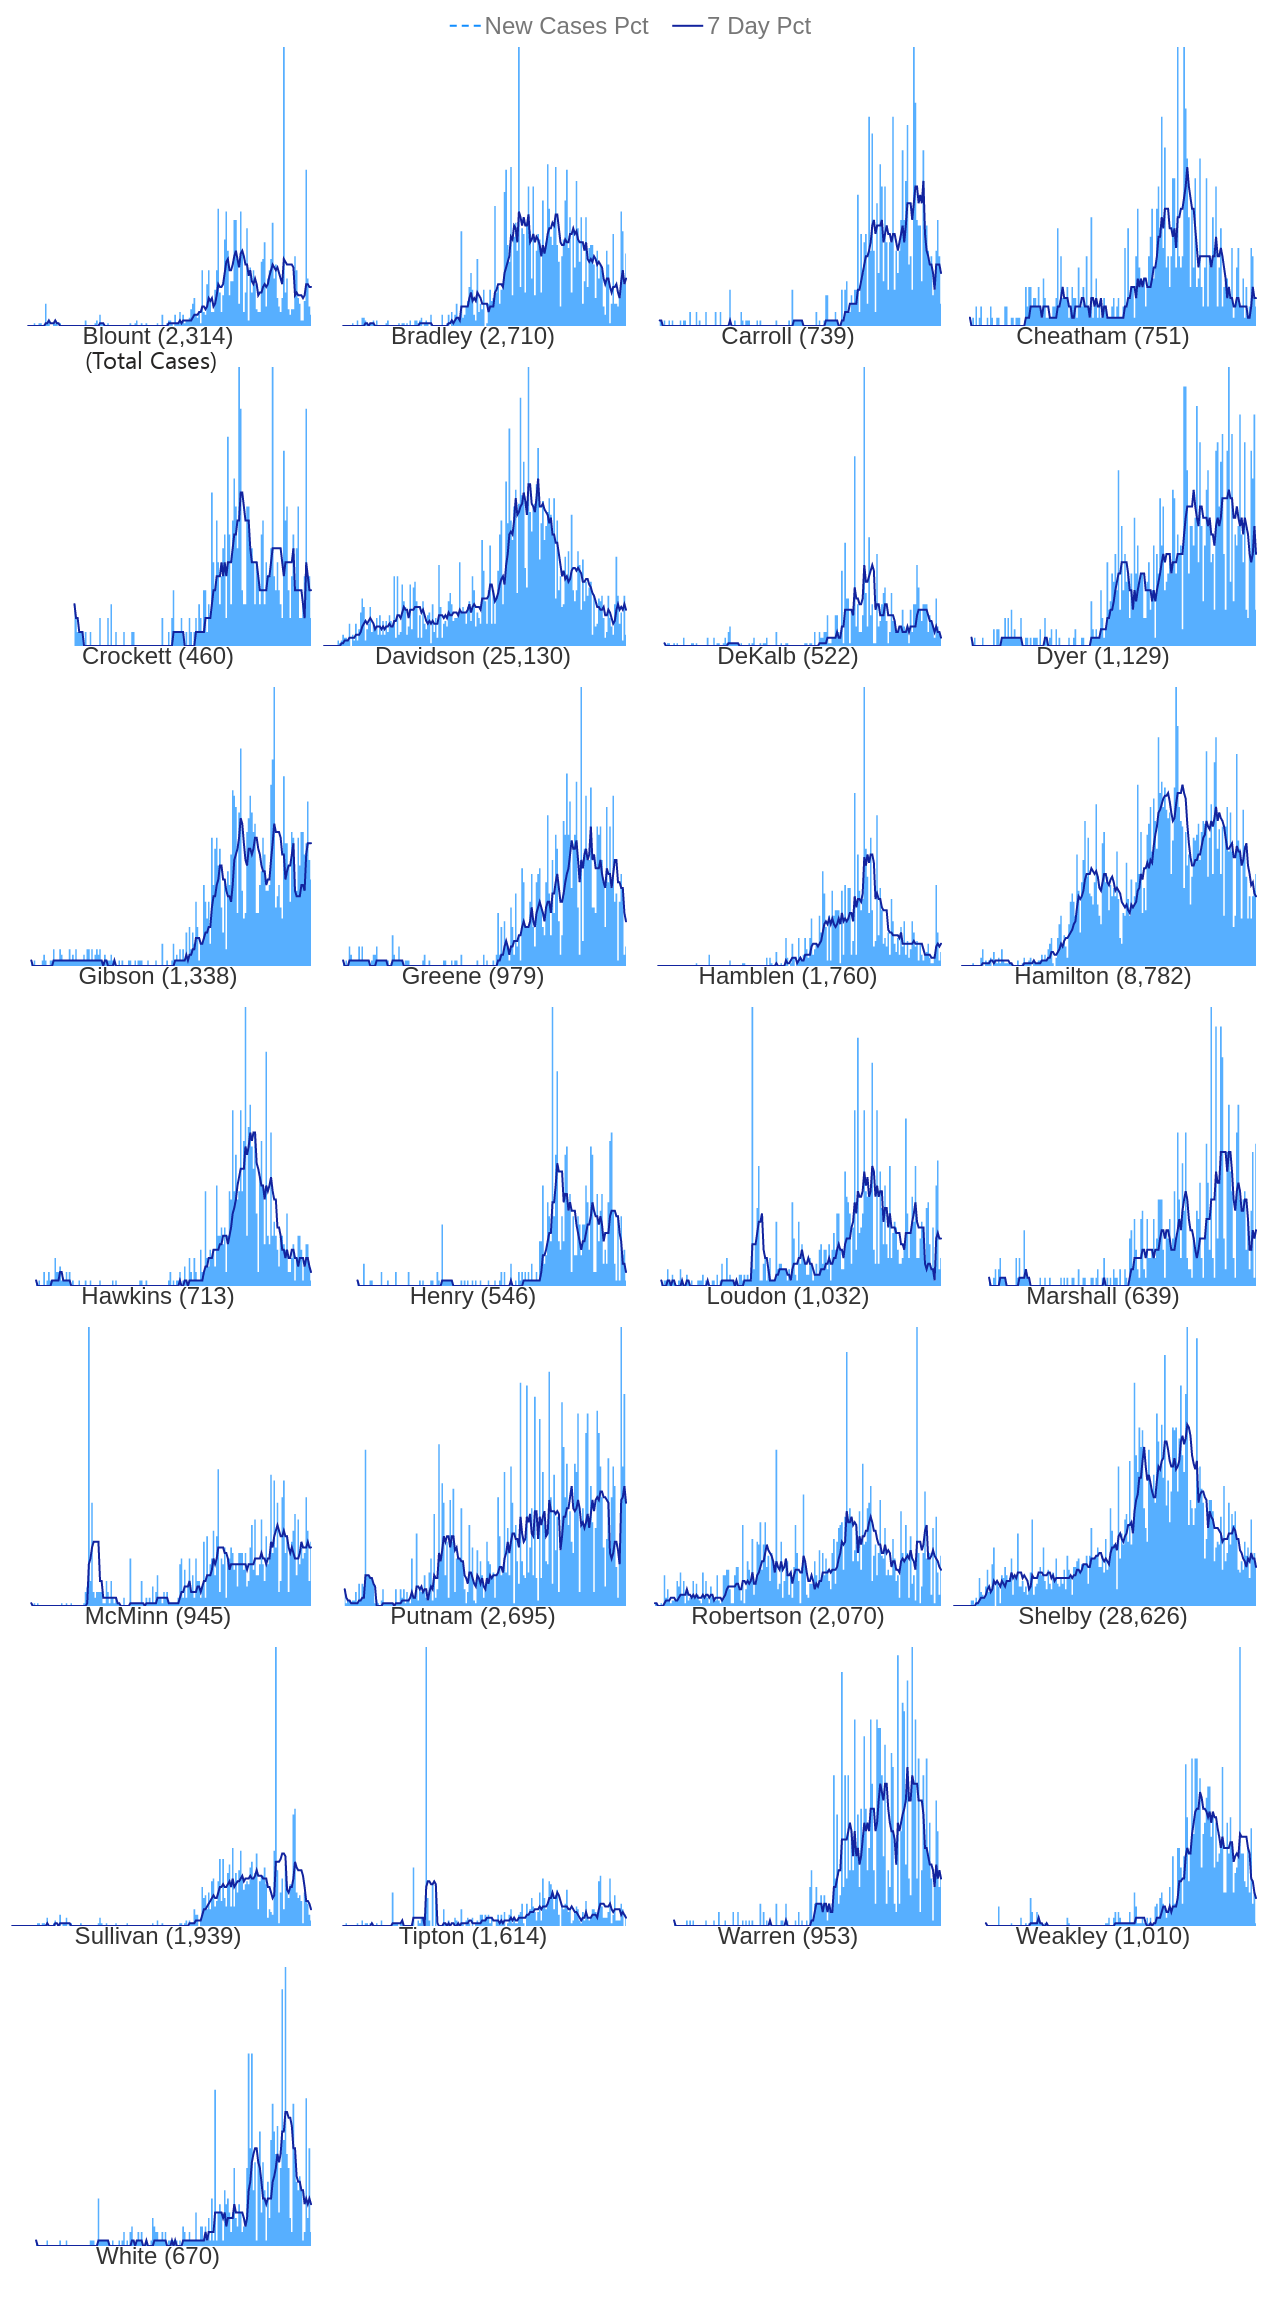 New Cases Pct 7 Day Pct
Blount (2,314) Bradley (2,710) Carroll (739) Cheatham (751)
(Total Cases)
Crockett (460) Davidson (25,130) DeKalb (522) Dyer (1,129)
Gibson (1,338) Greene (979) Hamblen (1,760) Hamilton (8,782)
Hawkins (713) Henry (546) Loudon (1,032) Marshall (639)
McMinn (945) Putnam (2,695) Robertson (2,070) Shelby (28,626)
Sullivan (1,939) Tipton (1,614) Warren (953) Weakley (1,010)
White (670)